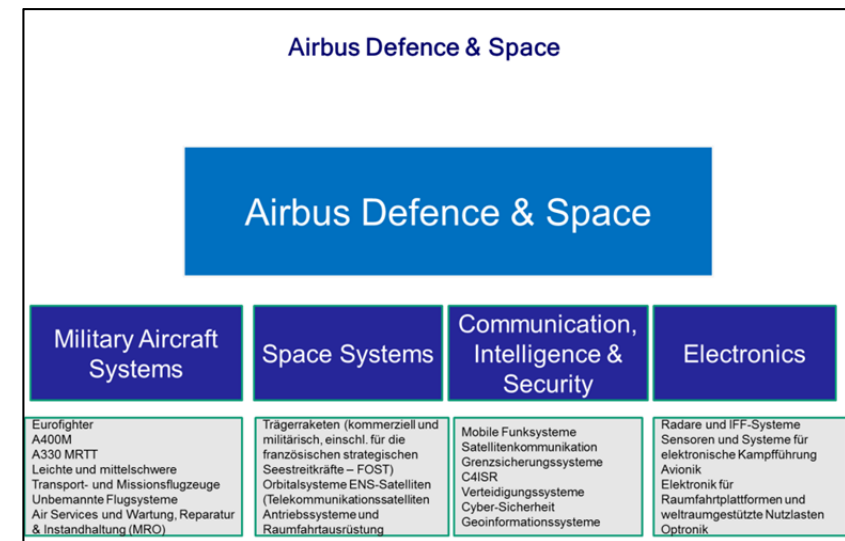 Airbus Defence & Space
Airbus Defence & Space
Military Aircraft
Systems
Space Systems
Communication,
Intelligence &
Security
Electronics
Eurofighter
A400M
A330 MRTT
Leichte und mittelschwere
Transport- und Missionsflugzeuge
Unbemannte Flugsysteme
Air Services und Wartung, Reparatur
& Instandhaltung (MRO)
Trägerraketen (kommerziell und
militärisch, einschl. für die
französischen strategischen
Seestreitkräfte – FOST)
Orbitalsysteme ENS-Satelliten
(Telekommunikationssatelliten
Antriebssysteme und
Raumfahrtausrüstung
Mobile Funksysteme
Satellitenkommunikation
Grenzsicherungssysteme
C4ISR
Verteidigungssysteme
Cyber-Sicherheit
Geoinformationssysteme
Radare und IFF-Systeme
Sensoren und Systeme für
elektronische Kampfführung
Avionik
Elektronik für
Raumfahrtplattformen und
weltraumgestützte Nutzlasten
Optronik